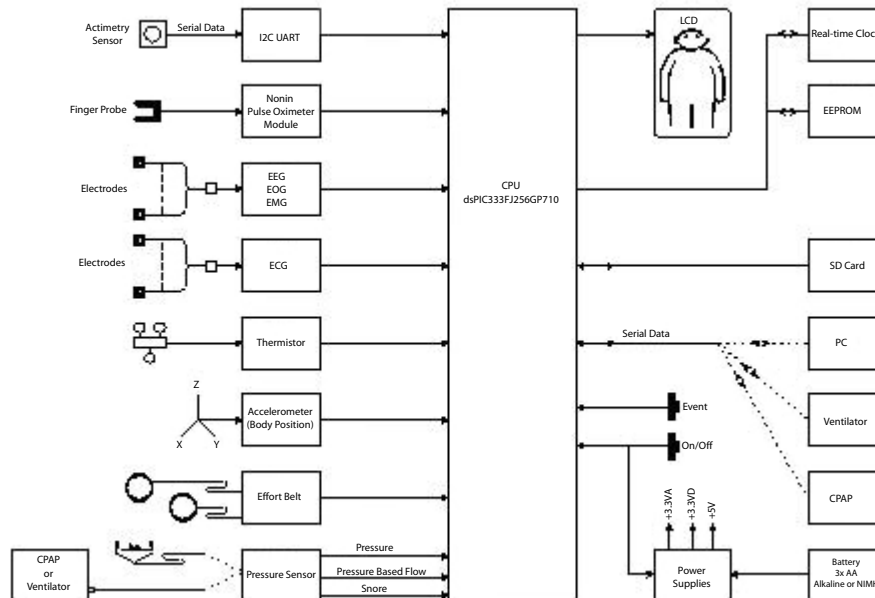 Actimetry
Sensor
Serial Data
I2C UART
LCD
Real-time Clock
Finger Probe
Nonin
Pulse Oximeter
Module
EEPROM
Electrodes
EEG
EOG
EMG
CPU
dsPIC333FJ256GP710
Electrodes
ECG
SD Card
Thermistor
Serial Data
PC
Z
X
Y
Accelerometer
(Body Position)
Event
On/Off
Ventilator
Effort Belt
+3.3VA
+3.3VD
+5V
CPAP
CPAP
or
Ventilator
Pressure Sensor
Pressure
Pressure Based Flow
Snore
Power
Supplies
Battery
3x AA
Alkaline or NIMH